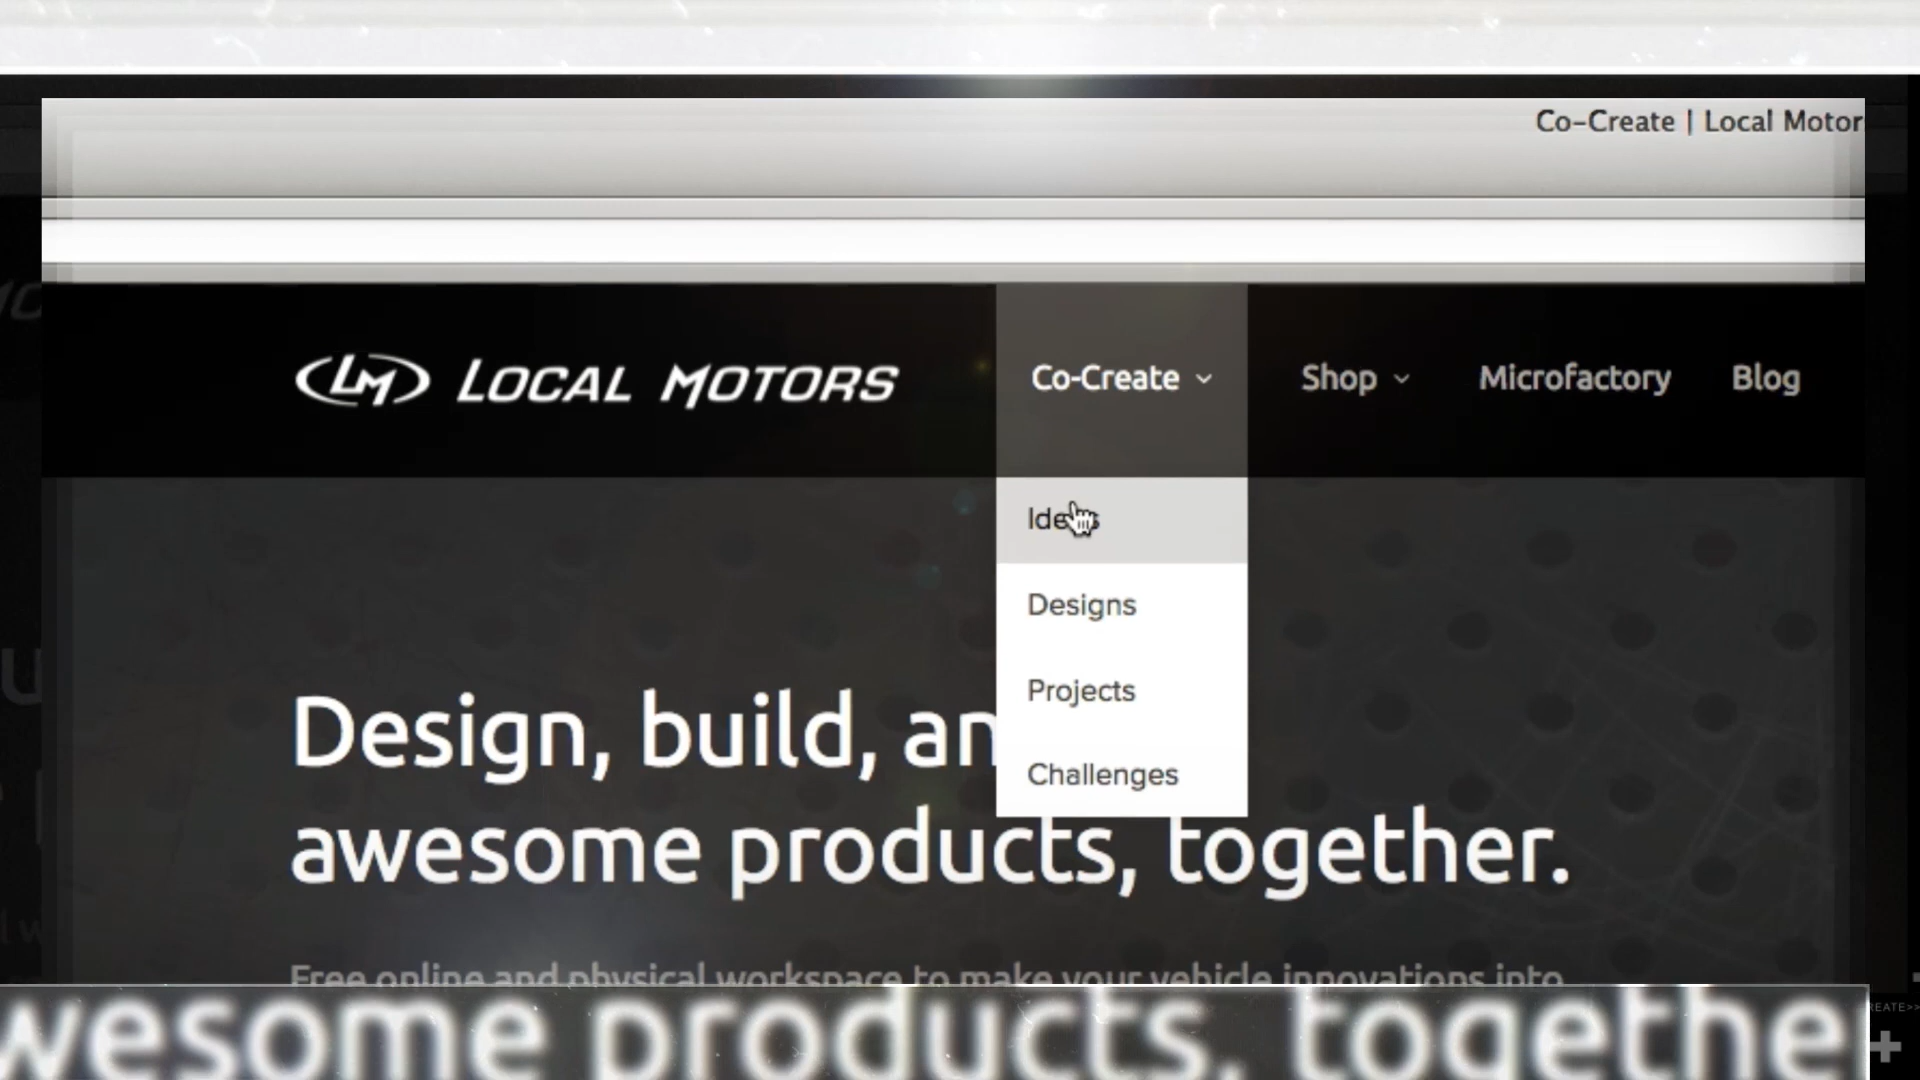 Co-Create | Local Motor
LM LOCAL MOTORS
Co-Create
Shop
Microfactory
Blog
Designs
Projects
Challenges
Design, build, an
awesome products, together.
Free online and physical workspace to make your vehicle innovations into
wesome products, togethe